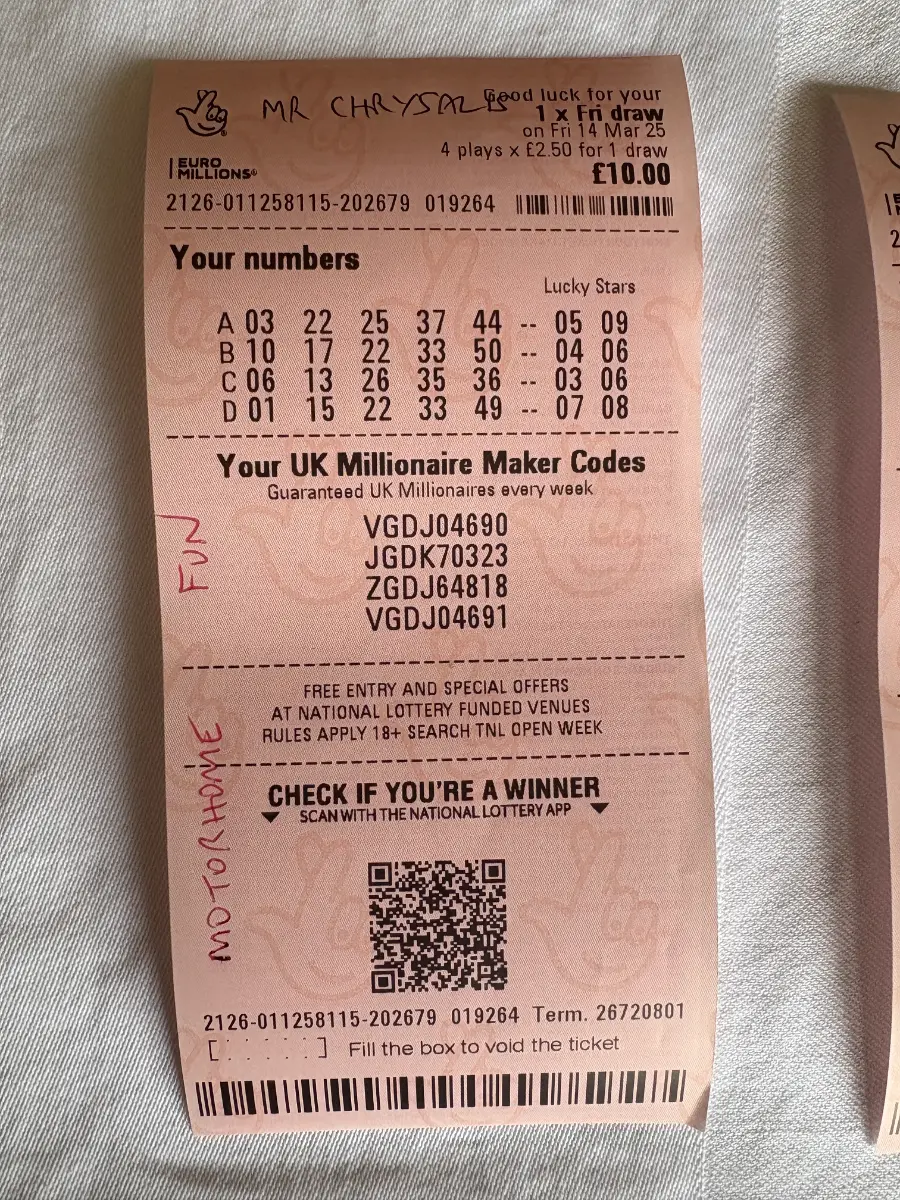 MR CHRYSALIS
Good luck for your
1 x Fri draw
on Fri 14 Mar 25
4 plays x £2.50 for 1 draw
£10.00
EURO
MILLIONS®
2126-011258115-202679 019264
Your numbers
Lucky Stars
A 03 22 25 37 44 -- 05 09
B 10 17 22 33 50 -- 04 06
C 06 13 26 35 36 -- 03 06
D 01 15 22 33 49 -- 07 08
Your UK Millionaire Maker Codes
Guaranteed UK Millionaires every week
VGDJ04690
JGDK70323
ZGDJ64818
VGDJ04691
MOTORHOME FUN
FREE ENTRY AND SPECIAL OFFERS
AT NATIONAL LOTTERY FUNDED VENUES
RULES APPLY 18+ SEARCH TNL OPEN WEEK
CHECK IF YOU'RE A WINNER
SCAN WITH THE NATIONAL LOTTERY APP
2126-011258115-202679 019264 Term. 26720801
[ . . . . . ] Fill the box to void the ticket